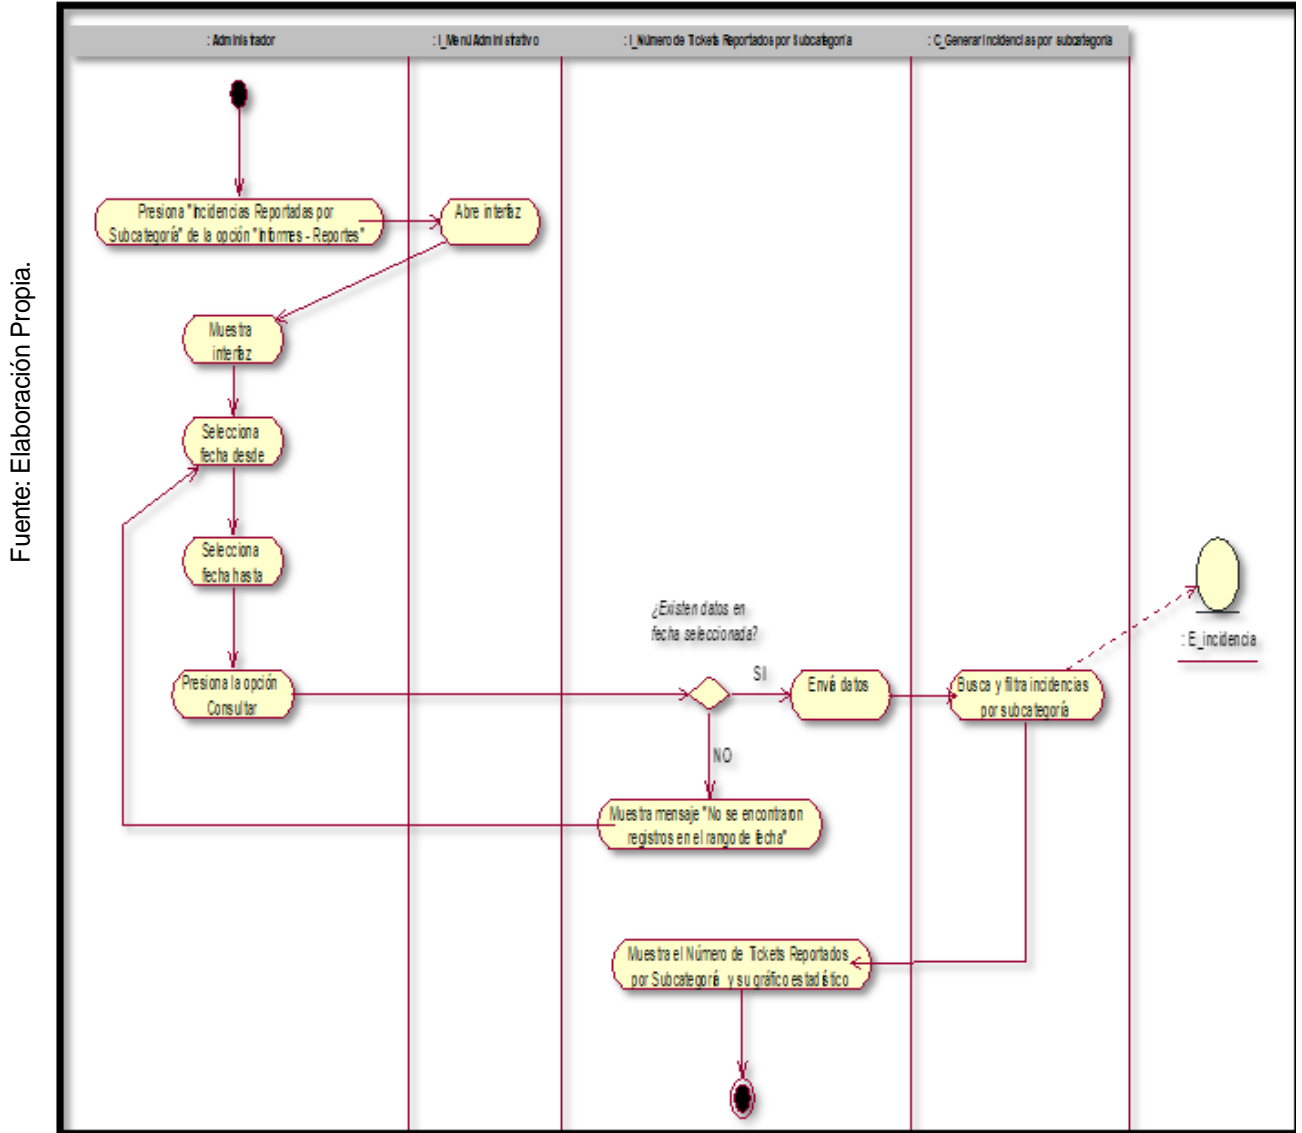 Fuente: Elaboración Propia.
: Administrador
: I_Menú Administrativo
: I_Número de Tickets Reportados por Subcategoría
: C_Generar Incidencias por subcategoría
Presiona "Incidencias Reportadas por
Subcategoría" de la opción "Informes - Reportes"
Abre interfaz
Muestra
interfaz
Selecciona
fecha desde
Selecciona
fecha hasta
¿Existen datos en
fecha seleccionada?
: E_incidencia
Presiona la opción
Consultar
SI
Envía datos
Busca y filtra incidencias
por subcategoría
NO
Muestra mensaje "No se encontraron
registros en el rango de fecha"
Muestra el Número de Tickets Reportados
por Subcategoría y su gráfico estadístico